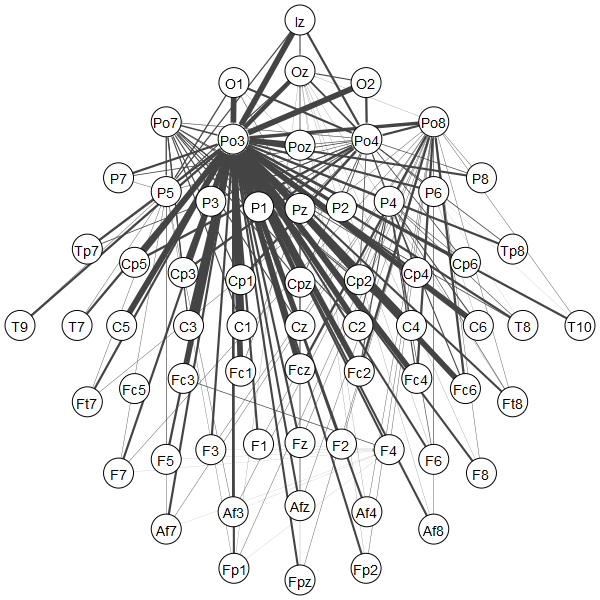 Iz
O1 Oz O2
Po7 Po3 Poz Po4 Po8
P7 P5 P3 P1 Pz P2 P4 P6 P8
Tp7 Cp5 Cp3 Cp1 Cpz Cp2 Cp4 Cp6 Tp8
T9 T7 C5 C3 C1 Cz C2 C4 C6 T8 T10
Ft7 Fc5 Fc3 Fc1 Fcz Fc2 Fc4 Fc6 Ft8
F7 F5 F3 F1 Fz F2 F4 F6 F8
Af7 Af3 Afz Af4 Af8
Fp1 Fpz Fp2